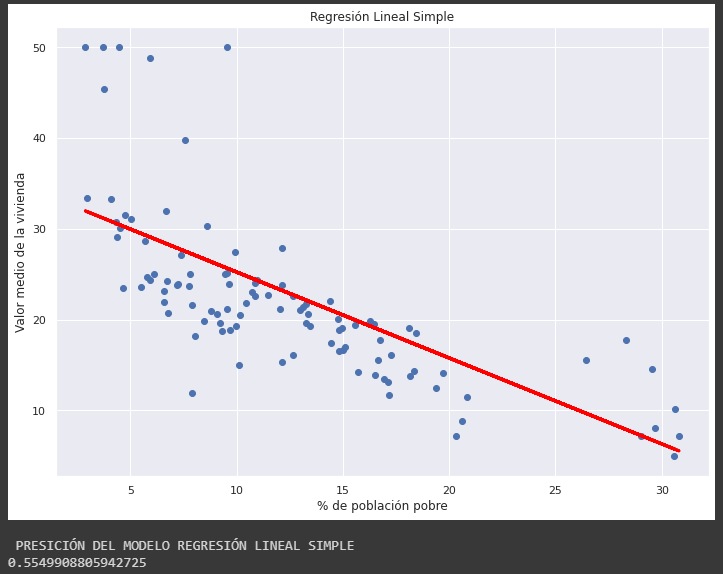 Regresión Lineal Simple
50
40
30
20
10
Valor medio de la vivienda
5 10 15 20 25 30
% de población pobre
PRESICIÓN DEL MODELO REGRESIÓN LINEAL SIMPLE
0.5549908805942725